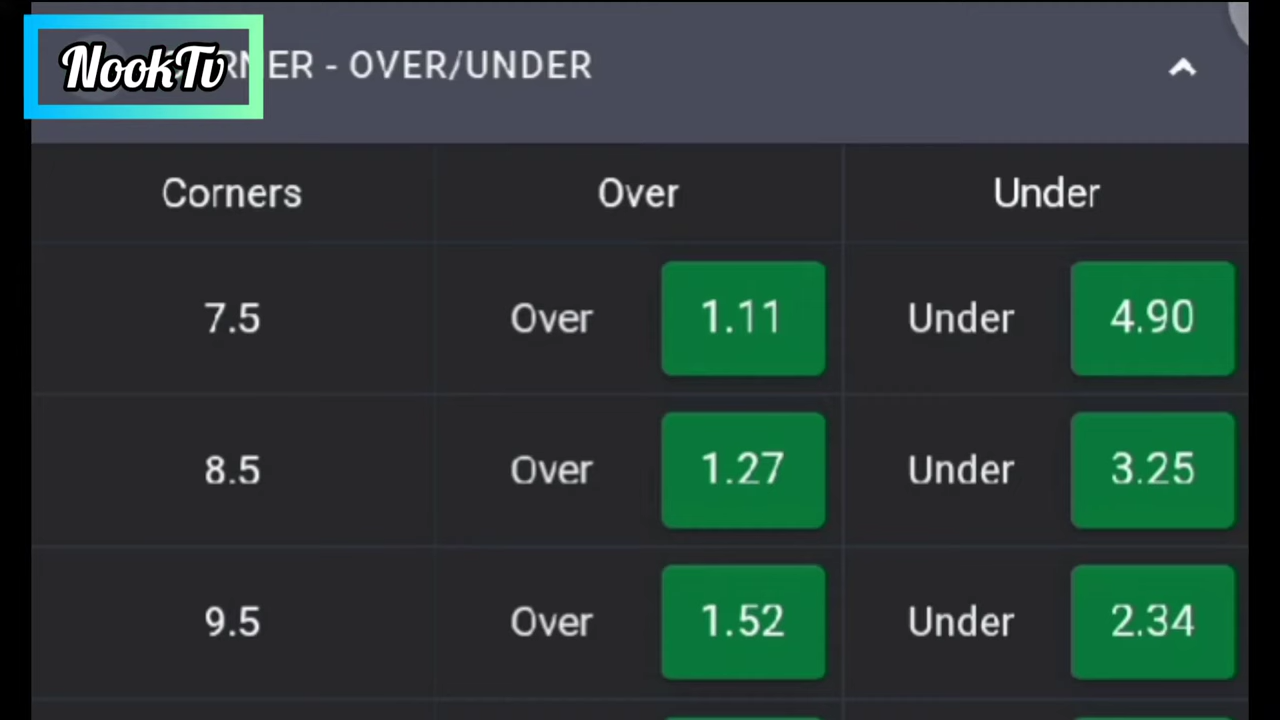 NookTv
RNER - OVER/UNDER
Corners Over Under
7.5 Over 1.11 Under 4.90
8.5 Over 1.27 Under 3.25
9.5 Over 1.52 Under 2.34